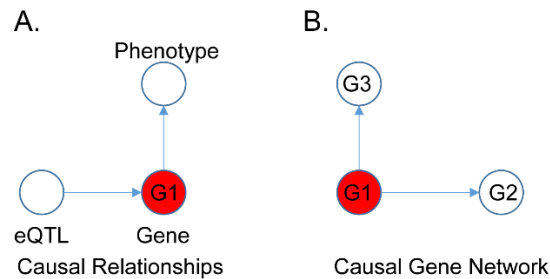 A.
Phenotype
G1
eQTL
Gene
Causal Relationships
B.
G3
G1
G2
Causal Gene Network